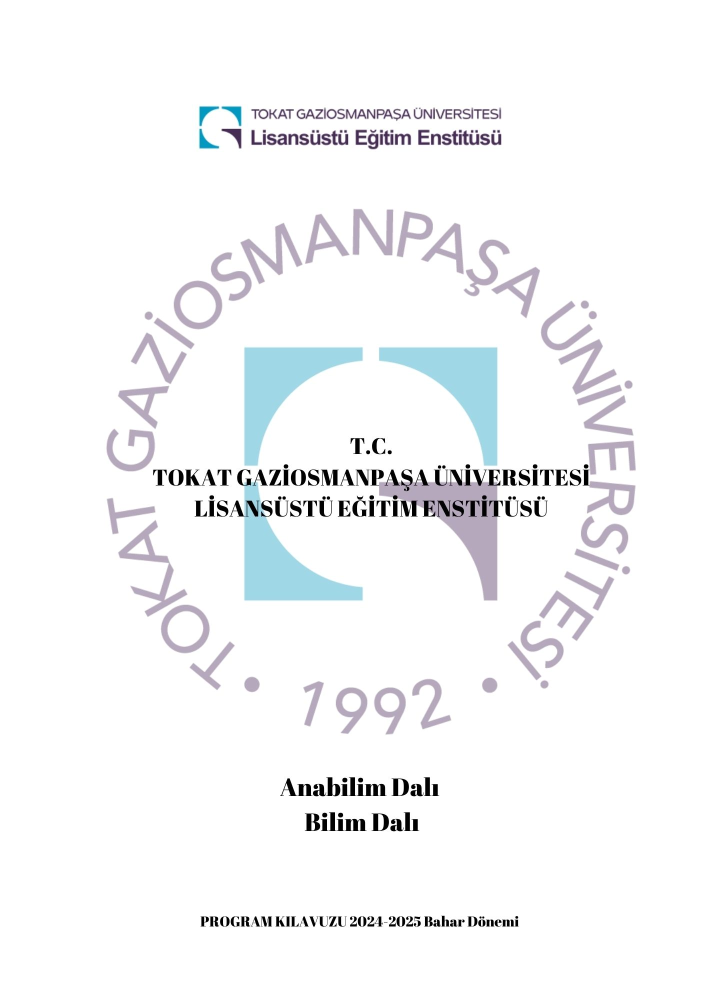 TOKAT GAZİOSMANPAŞA ÜNİVERSİTESİ
Lisansüstü Eğitim Enstitüsü
TOKAT GAZİOSMANPAŞA ÜNİVERSİTESİ
• 1992 •
T.C.
TOKAT GAZİOSMANPAŞA ÜNİVERSİTESİ
LİSANSÜSTÜ EĞİTİM ENSTİTÜSÜ
Anabilim Dalı
Bilim Dalı
PROGRAM KILAVUZU 2024-2025 Bahar Dönemi